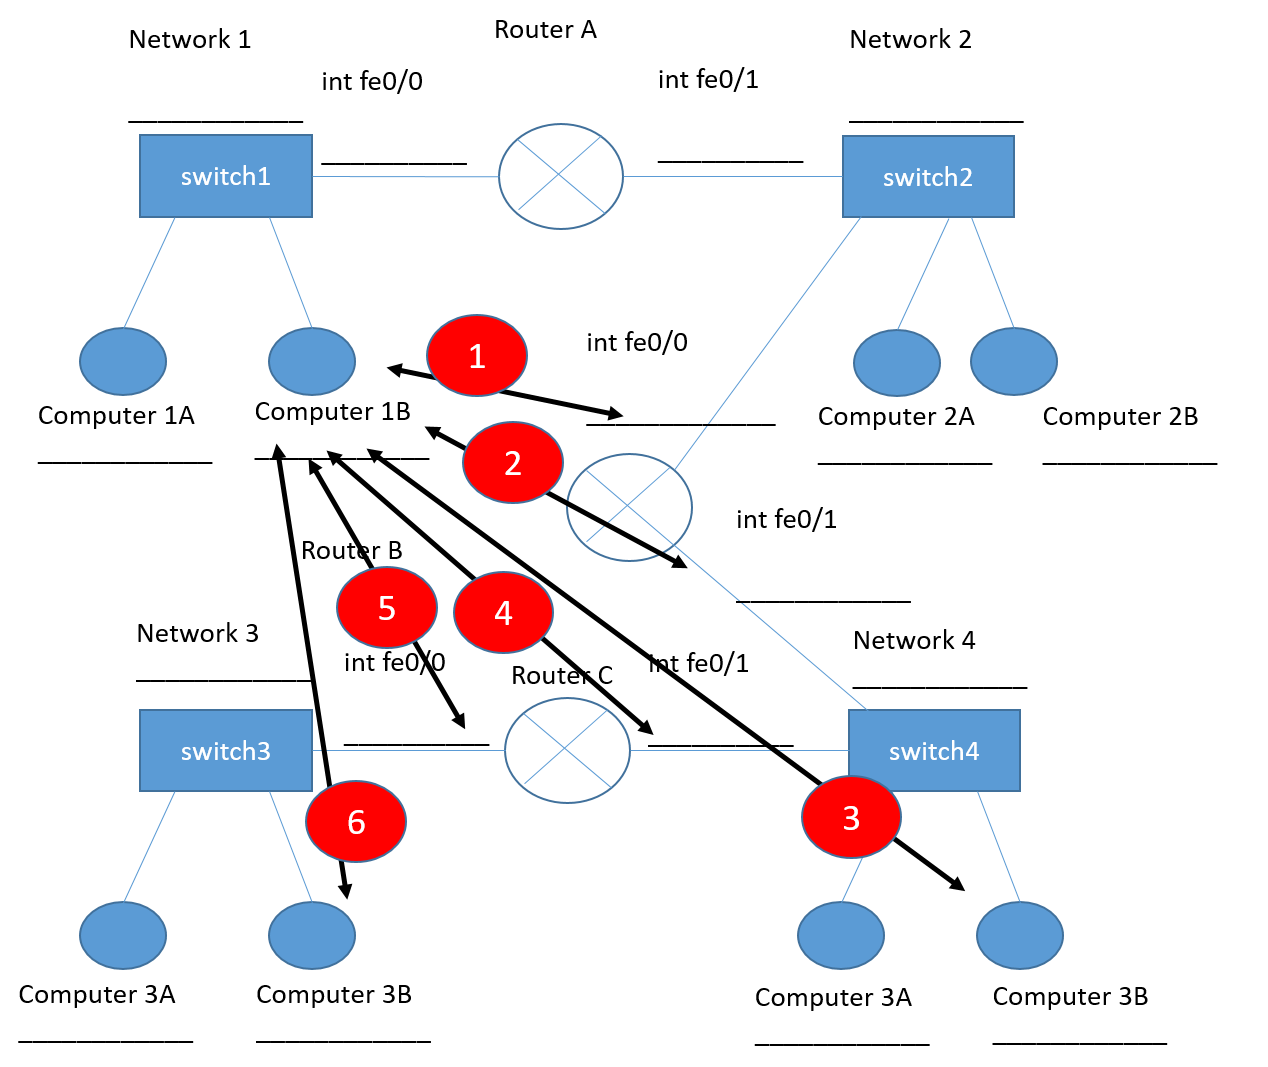 Network 1
Router A
Network 2
int fe0/0
int fe0/1
____________
____________
switch1
__________
__________
switch2
1
int fe0/0
Computer 1A
Computer 1B
_____________
Computer 2A
Computer 2B
____________
____________
2
____________
____________
int fe0/1
Router B
5
4
____________
Network 3
int fe0/0
Router C
int fe0/1
Network 4
____________
____________
switch3
__________
__________
switch4
6
3
Computer 3A
Computer 3B
Computer 3A
Computer 3B
____________
____________
____________
____________